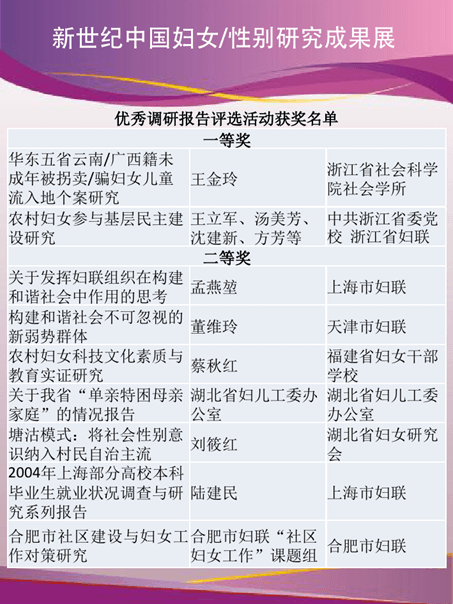 新世纪中国妇女/性别研究成果展
优秀调研报告评选活动获奖名单
一等奖
华东五省云南/广西籍未
成年被拐卖/骗妇女儿童
流入地个案研究
王金玲
浙江省社会科学
院社会学所
农村妇女参与基层民主建
设研究
王立军、汤美芳、
沈建新、方芳等
中共浙江省委党
校 浙江省妇联
二等奖
关于发挥妇联组织在构建
和谐社会中作用的思考
孟燕堃
上海市妇联
构建和谐社会不可忽视的
新弱势群体
董维玲
天津市妇联
农村妇女科技文化素质与
教育实证研究
蔡秋红
福建省妇女干部
学校
关于我省“单亲特困母亲
家庭”的情况报告
湖北省妇儿工委办
公室
湖北省妇儿工委
办公室
塘沽模式：将社会性别意
识纳入村民自治主流
刘筱红
湖北省妇女研究
会
2004年上海部分高校本科
毕业生就业状况调查与研
究系列报告
陆建民
上海市妇联
合肥市社区建设与妇女工
作对策研究
合肥市妇联“社区
妇女工作”课题组
合肥市妇联